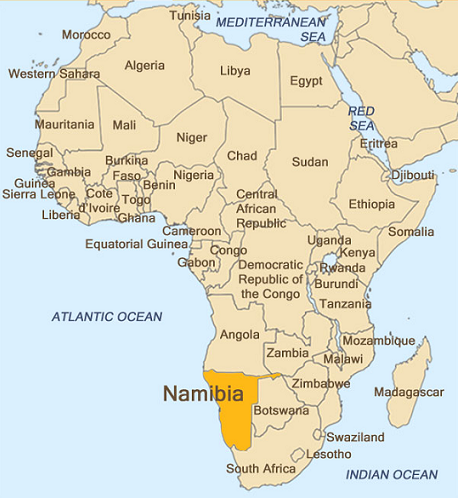 Tunisia
MEDITERRANEAN
SEA
Morocco
Algeria
Libya
Egypt
Western Sahara
RED
SEA
Mauritania
Mali
Niger
Chad
Sudan
Eritrea
Senegal
Gambia
Burkina
Faso
Nigeria
Djibouti
Guinea
Benin
Sierra Leone
Cote
d'Ivoire
Togo
Central
African
Republic
Ethiopia
Liberia
Ghana
Cameroon
Somalia
Equatorial Guinea
Uganda
Kenya
Gabon
Congo
Rwanda
Democratic
Republic of
the Congo
Burundi
Tanzania
ATLANTIC OCEAN
Angola
Mozambique
Zambia
Malawi
Namibia
Zimbabwe
Madagascar
Botswana
Swaziland
Lesotho
South Africa
INDIAN OCEAN